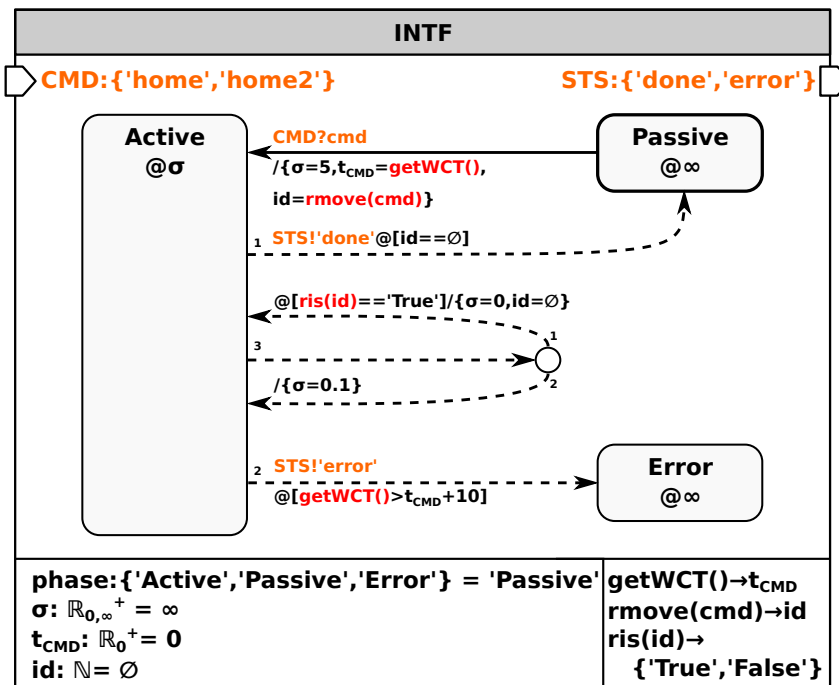 INTF
CMD:{'home','home2'}
STS:{'done','error'}
Active
@σ
Passive
@∞
CMD?cmd
/{σ=5,tCMD=getWCT(),
id=rmove(cmd)}
1
STS!'done'@[id==∅]
@[ris(id)=='True']/{σ=0,id=∅}
1
3
2
/{σ=0.1}
2
STS!'error'
@[getWCT()>tCMD+10]
Error
@∞
phase:{'Active','Passive','Error'} = 'Passive'
σ: ℝ0,∞⁺ = ∞
tCMD: ℝ0⁺= 0
id: ℕ= ∅
getWCT()→tCMD
rmove(cmd)→id
ris(id)→
{'True','False'}